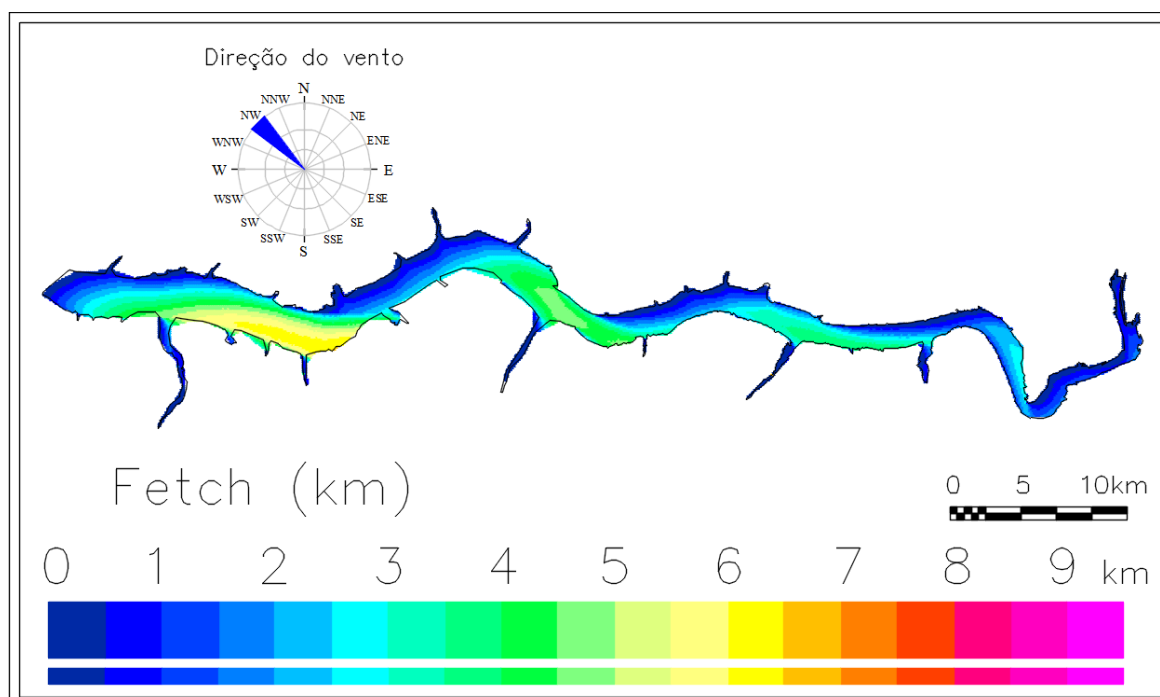 Direção do vento
N
NNW NNE
NW NE
WNW ENE
W E
WSW ESE
SW SE
SSW SSE
S
Fetch (km)
0 5 10km
0 1 2 3 4 5 6 7 8 9 km